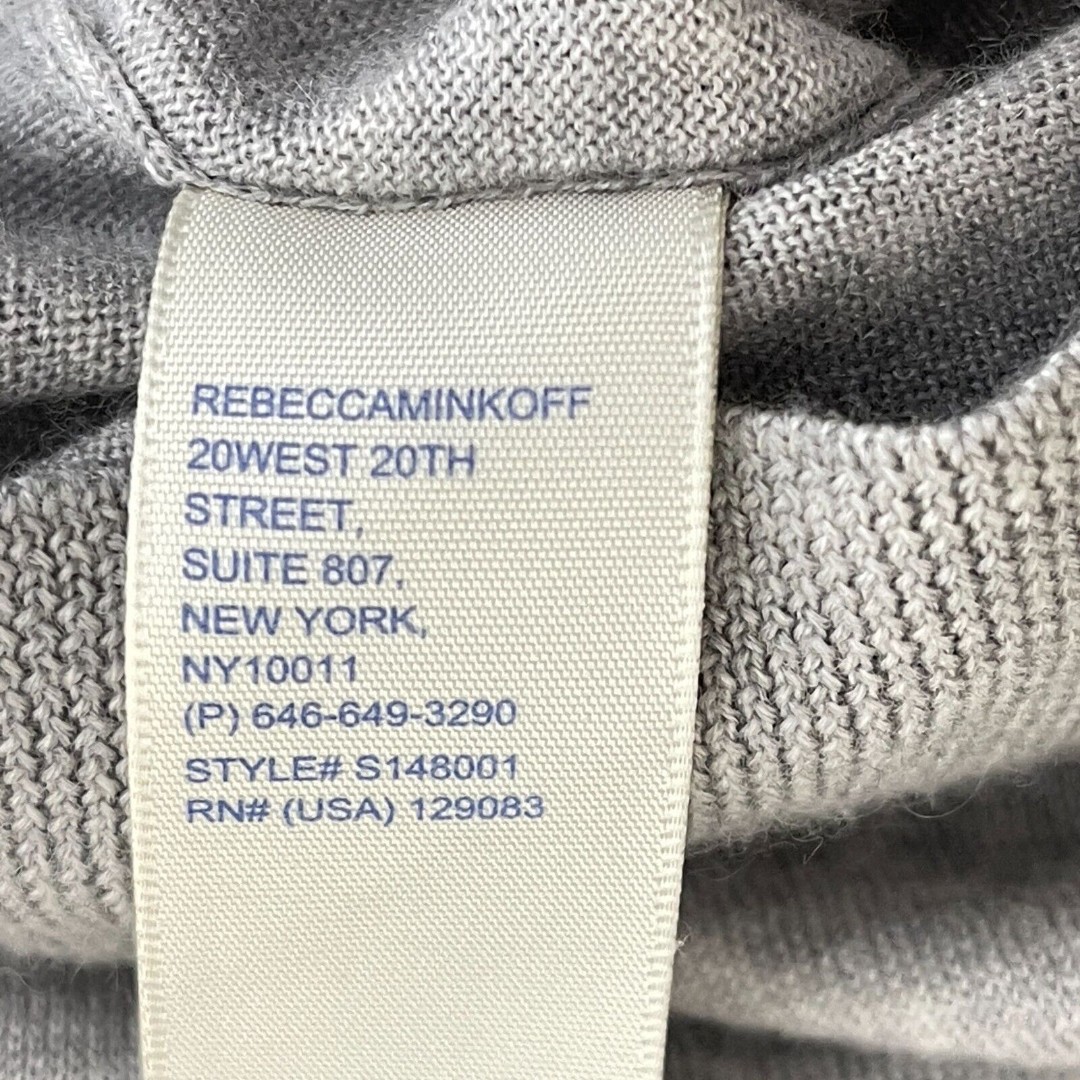 REBECCAMINKOFF
20WEST 20TH
STREET,
SUITE 807,
NEW YORK,
NY10011
(P) 646-649-3290
STYLE# S148001
RN# (USA) 129083